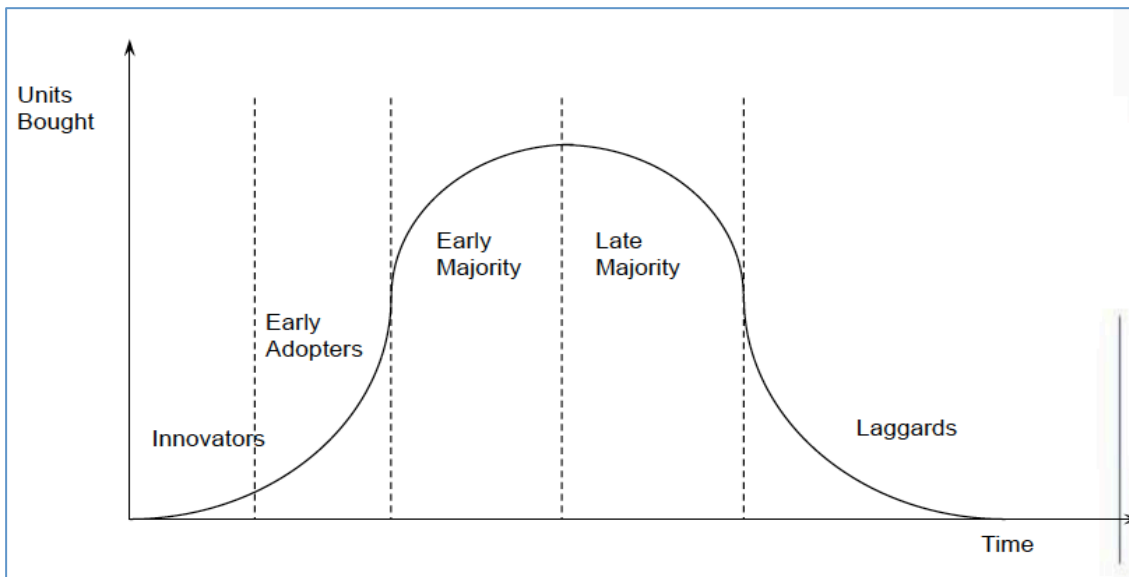 Units
Bought
Early
Majority
Late
Majority
Early
Adopters
Innovators
Laggards
Time